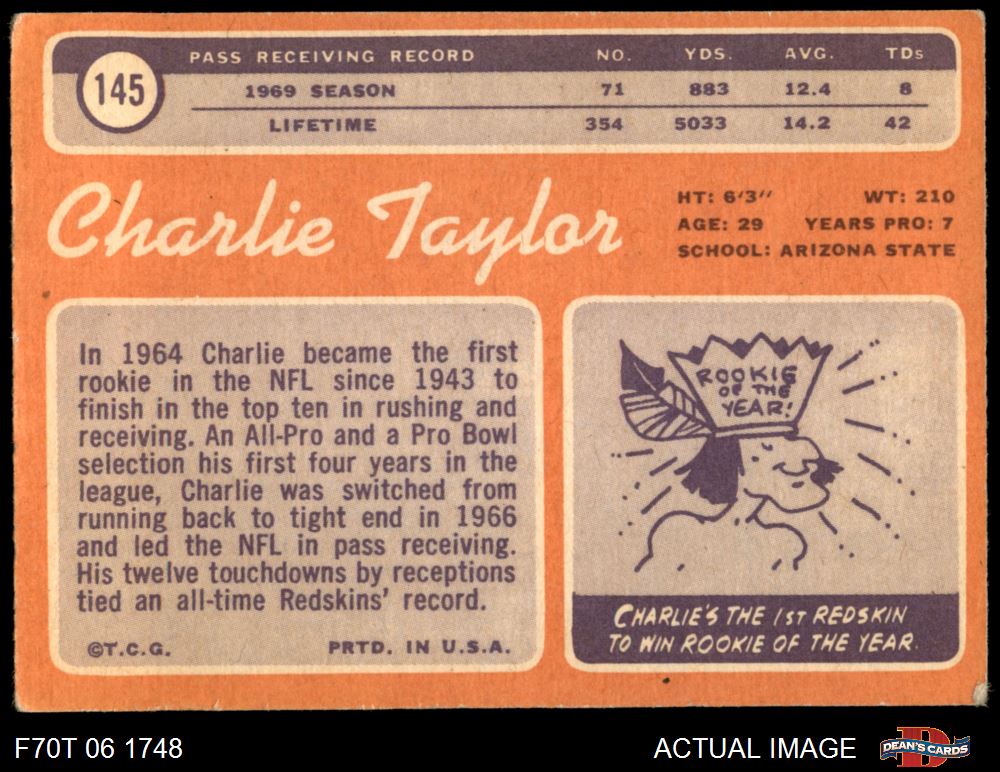 145
PASS RECEIVING RECORD NO. YDS. AVG. TDs
1969 SEASON 71 883 12.4 8
LIFETIME 354 5033 14.2 42
Charlie Taylor
HT: 6'3" WT: 210
AGE: 29 YEARS PRO: 7
SCHOOL: ARIZONA STATE
In 1964 Charlie became the first
rookie in the NFL since 1943 to
finish in the top ten in rushing and
receiving. An All-Pro and a Pro Bowl
selection his first four years in the
league, Charlie was switched from
running back to tight end in 1966
and led the NFL in pass receiving.
His twelve touchdowns by receptions
tied an all-time Redskins' record.
©T.C.G. PRTD. IN U.S.A.
ROOKIE
OF THE
YEAR!
CHARLIE'S THE 1ST REDSKIN
TO WIN ROOKIE OF THE YEAR.
F70T 06 1748 ACTUAL IMAGE
D
DEAN'S CARDS